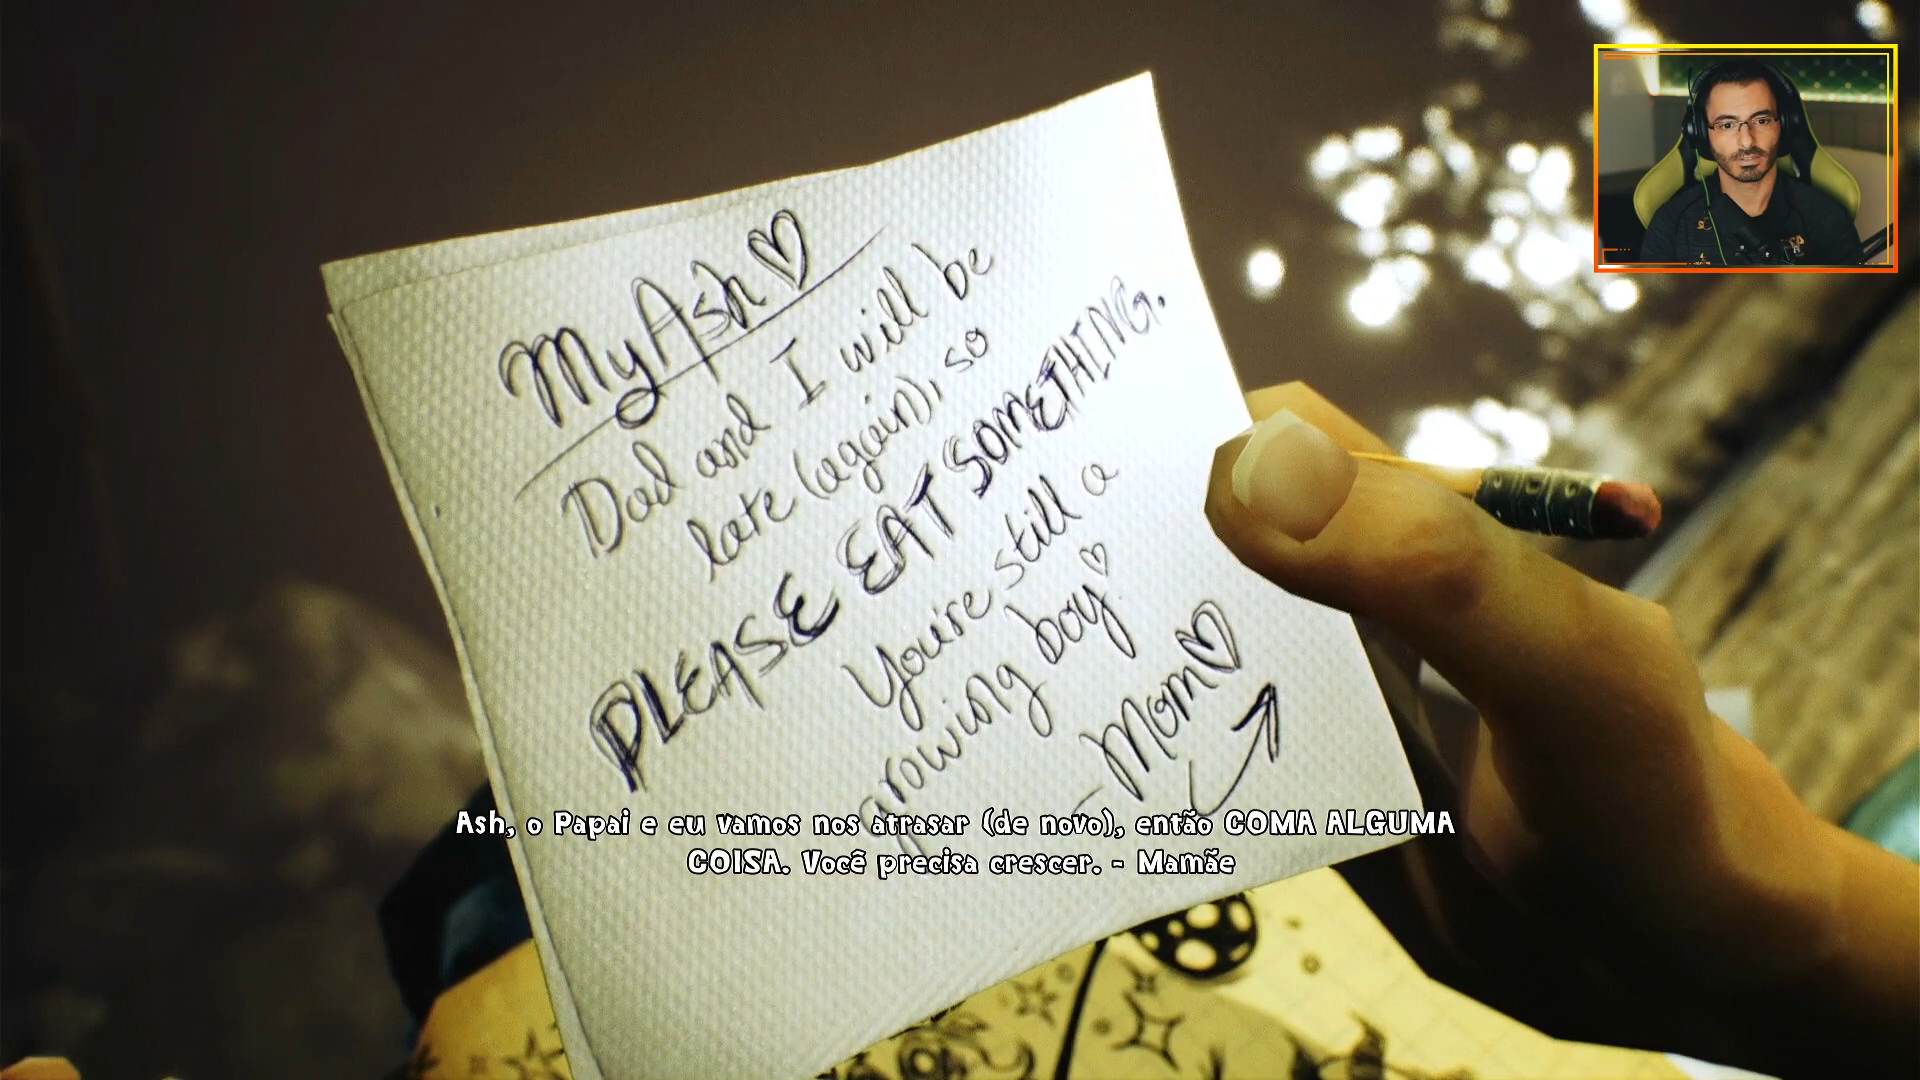 My Ash♡
Dad and I will be
late (again), so
PLEASE EAT SOMETHING.
You're still a
growing boy♡
-Mom♡
Ash, o Papai e eu vamos nos atrasar (de novo), então COMA ALGUMA
COISA. Você precisa crescer. - Mamãe